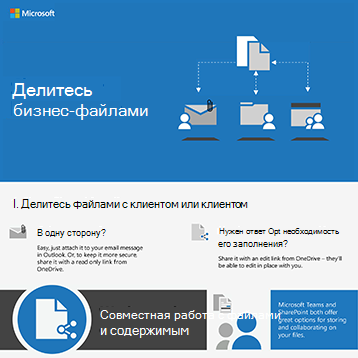 Microsoft
Делитесь
бизнес-файлами
I. Делитесь файлами с клиентом или клиентом
В одну сторону?
Easy, just attach it to your email message
in Outlook. Or, to keep it more secure,
share it with a read only link from
OneDrive.
Нужен ответ Opt необходимость
его заполнения?
Share it with an edit link from OneDrive – they'll
be able to edit in place with you.
Совместная работа файлами
и содержимым
Microsoft Teams and
SharePoint both offer
great options for storing
and collaborating on
your files.